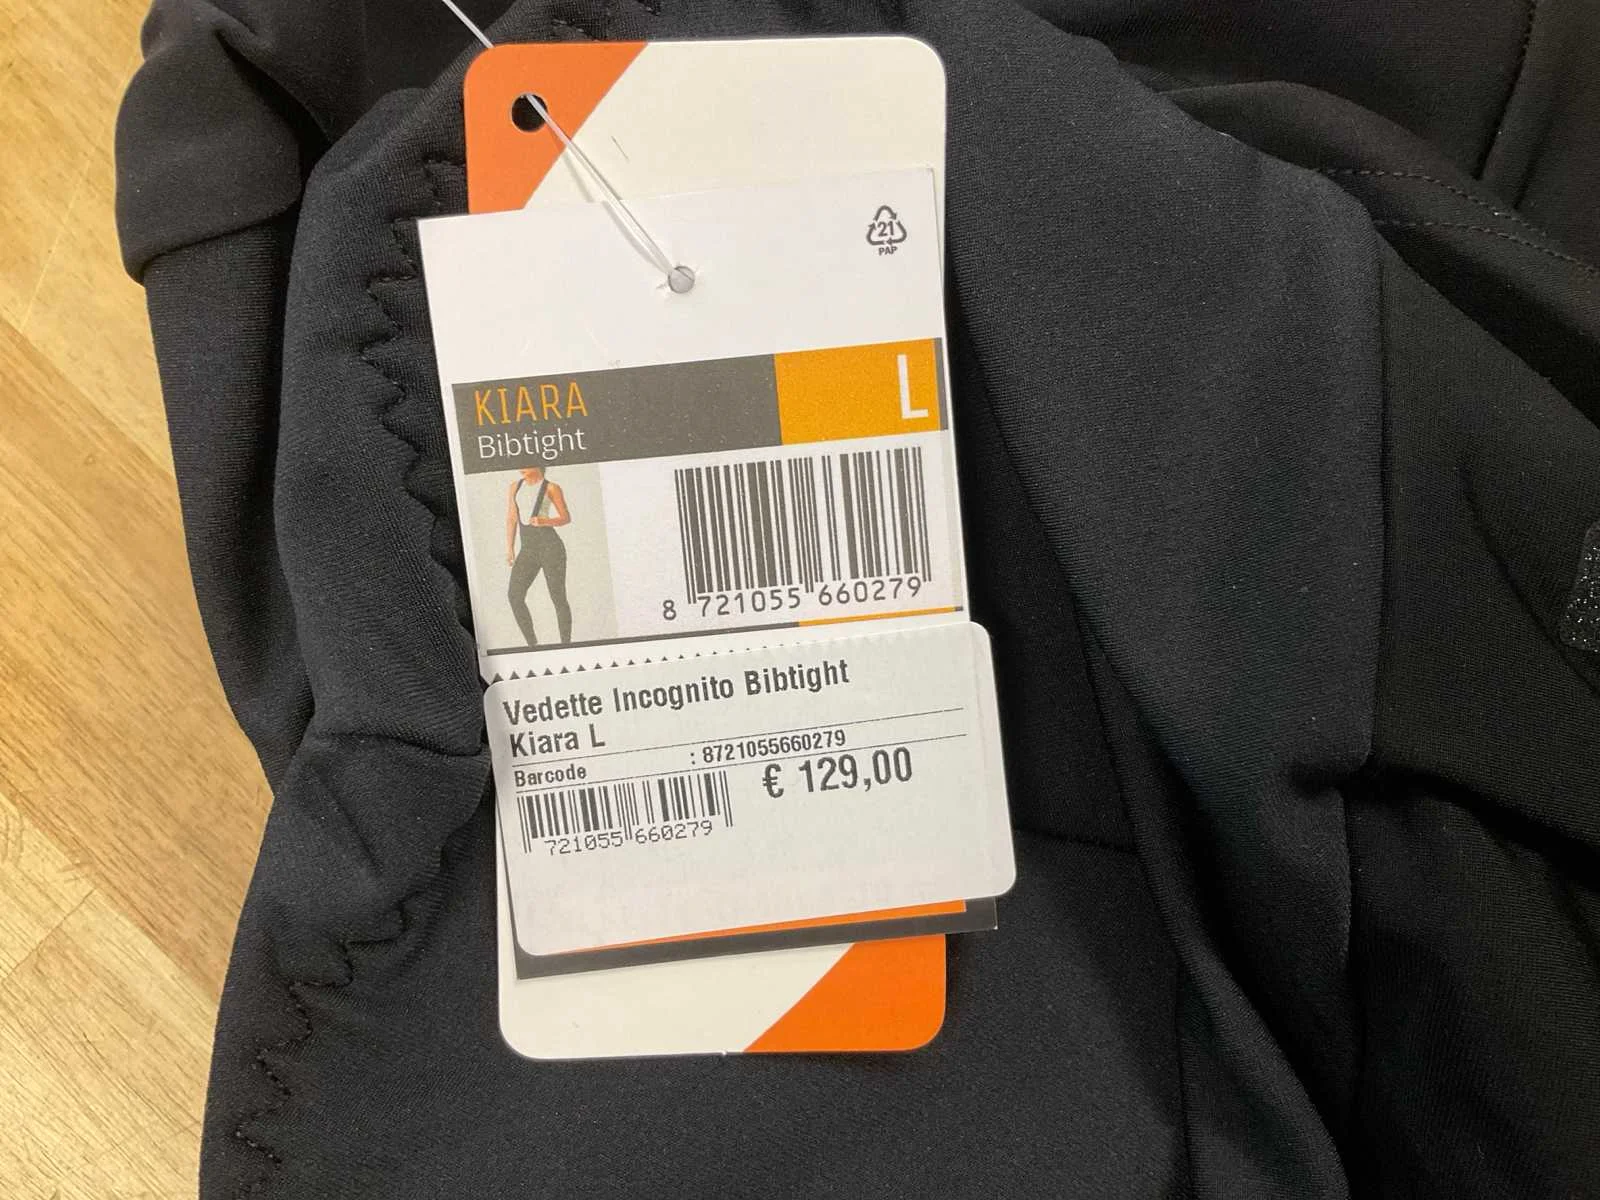 21
PAP
KIARA
Bibtight
L
8 721055 660279
Vedette Incognito Bibtight
Kiara L
Barcode : 8721055660279
€ 129,00
721055 660279